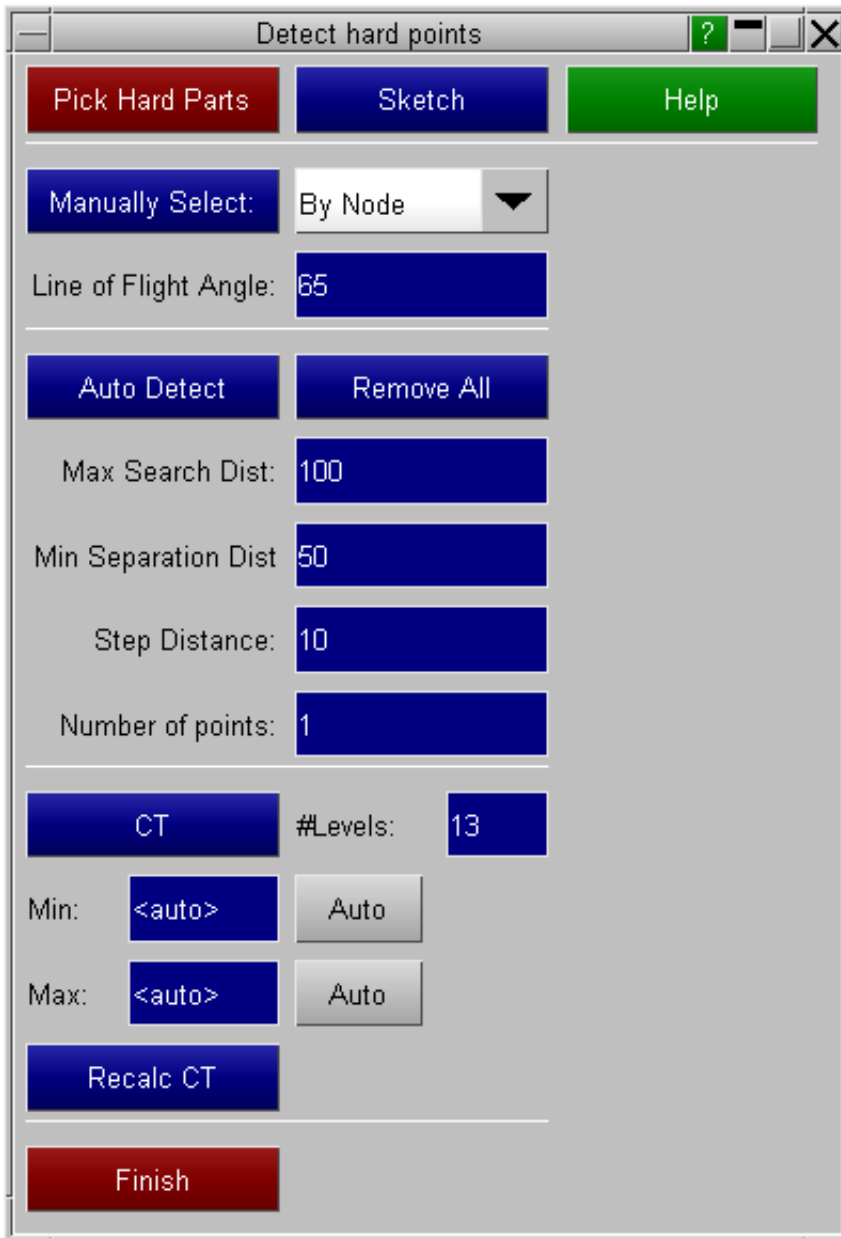 Detect hard points ?
Pick Hard Parts Sketch Help
Manually Select: By Node
Line of Flight Angle: 65
Auto Detect Remove All
Max Search Dist: 100
Min Separation Dist 50
Step Distance: 10
Number of points: 1
CT #Levels: 13
Min: <auto> Auto
Max: <auto> Auto
Recalc CT
Finish